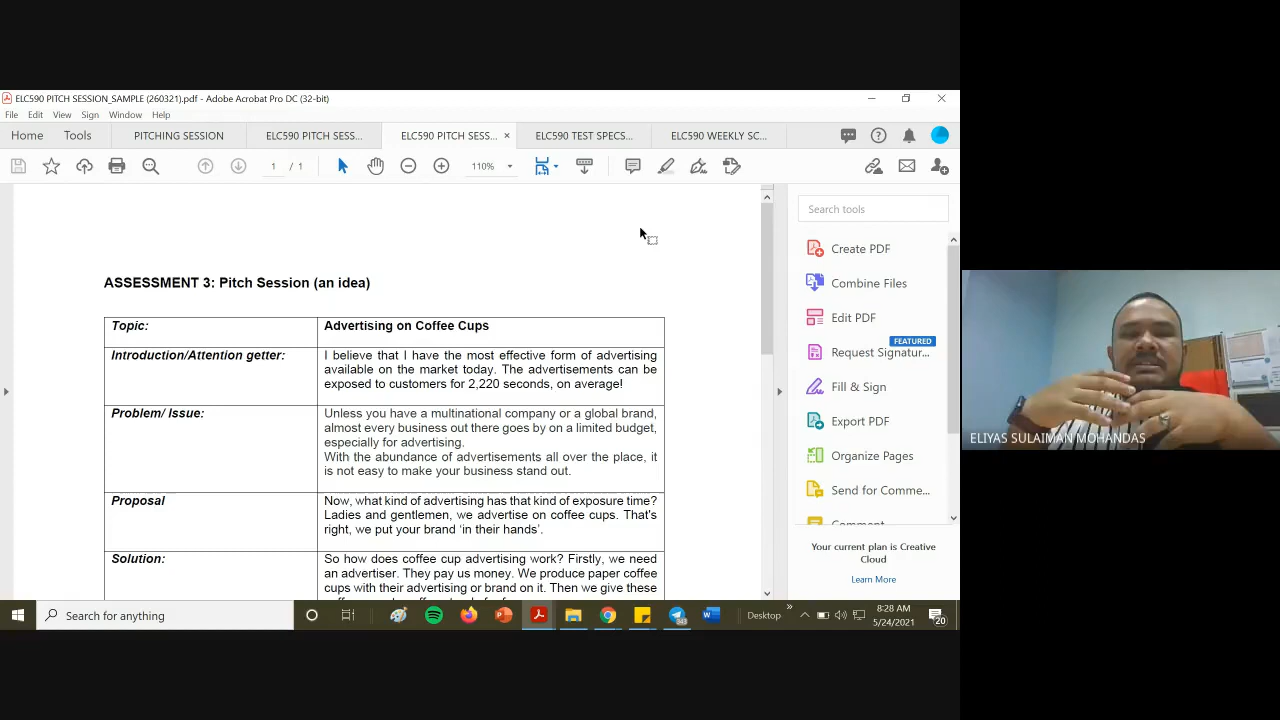 ELC590 PITCH SESSION_SAMPLE (260321).pdf - Adobe Acrobat Pro DC (32-bit)
File Edit View Sign Window Help
Home Tools PITCHING SESSION ELC590 PITCH SESS... ELC590 PITCH SESS... × ELC590 TEST SPECS... ELC590 WEEKLY SC...
1 / 1 110%
Search tools
Create PDF
Combine Files
Edit PDF
FEATURED
Request Signatur...
Fill & Sign
Export PDF
Organize Pages
Send for Comme...
Comment
Your current plan is Creative
Cloud
Learn More
ASSESSMENT 3: Pitch Session (an idea)
Topic: Advertising on Coffee Cups
Introduction/Attention getter: I believe that I have the most effective form of advertising
available on the market today. The advertisements can be
exposed to customers for 2,220 seconds, on average!
Problem/ Issue: Unless you have a multinational company or a global brand,
almost every business out there goes by on a limited budget,
especially for advertising.
With the abundance of advertisements all over the place, it
is not easy to make your business stand out.
Proposal Now, what kind of advertising has that kind of exposure time?
Ladies and gentlemen, we advertise on coffee cups. That's
right, we put your brand 'in their hands'.
Solution: So how does coffee cup advertising work? Firstly, we need
an advertiser. They pay us money. We produce paper coffee
cups with their advertising or brand on it. Then we give these
ELIYAS SULAIMAN MOHANDAS
Search for anything
Desktop
8:28 AM
5/24/2021
20